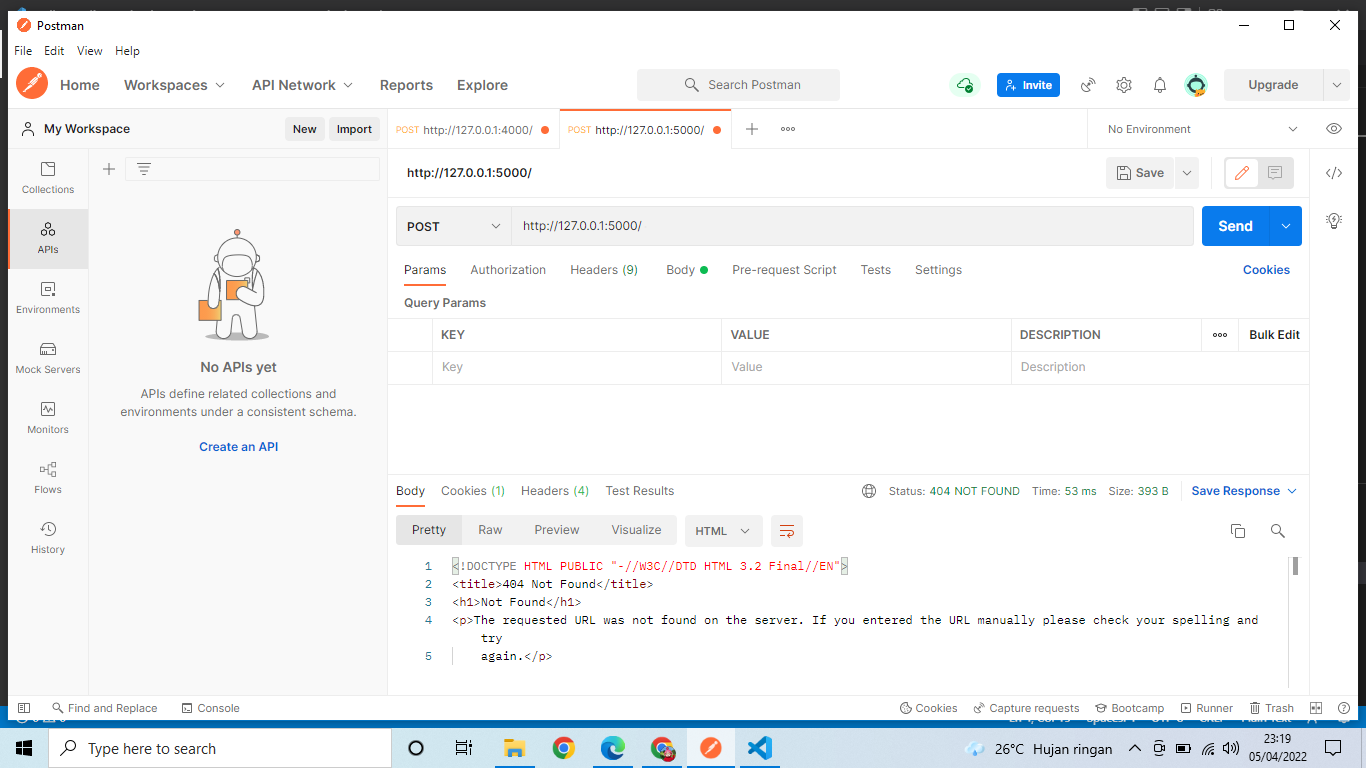 Postman
File Edit View Help
Home Workspaces API Network Reports Explore Search Postman Invite Upgrade
My Workspace New Import POST http://127.0.0.1:4000/ POST http://127.0.0.1:5000/ No Environment
Collections
APIs
Environments
Mock Servers
Monitors
Flows
History
No APIs yet
APIs define related collections and
environments under a consistent schema.
Create an API
http://127.0.0.1:5000/ Save
POST http://127.0.0.1:5000/ Send
Params Authorization Headers (9) Body Pre-request Script Tests Settings Cookies
Query Params
KEY VALUE DESCRIPTION Bulk Edit
Key Value Description
Body Cookies (1) Headers (4) Test Results Status: 404 NOT FOUND Time: 53 ms Size: 393 B Save Response
Pretty Raw Preview Visualize HTML
1 <!DOCTYPE HTML PUBLIC "-//W3C//DTD HTML 3.2 Final//EN">
2 <title>404 Not Found</title>
3 <h1>Not Found</h1>
4 <p>The requested URL was not found on the server. If you entered the URL manually please check your spelling and
try
5 again.</p>
Find and Replace Console Cookies Capture requests Bootcamp Runner Trash
Type here to search 26°C Hujan ringan 23:19
05/04/2022